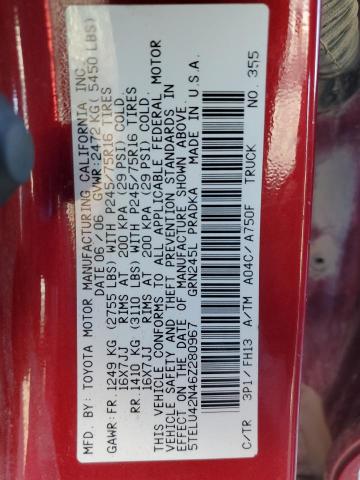 MFD. BY: TOYOTA MOTOR MANUFACTURING CALIFORNIA INC.
DATE 06/06 GVWR:2472 KG( 5450 LBS)
GAWR:FR.1249 KG (2755 LBS) WITH P245/75R16 TIRES
16X7JJ RIMS AT 200 KPA (29 PSI) COLD.
RR.1410 KG (3110 LBS) WITH P245/75R16 TIRES
16X7JJ RIMS AT 200 KPA (29 PSI) COLD.
THIS VEHICLE CONFORMS TO ALL APPLICABLE FEDERAL MOTOR
VEHICLE SAFETY AND THEFT PREVENTION STANDARDS IN
EFFECT ON THE DATE OF MANUFACTURE SHOWN ABOVE.
5TELU42N46Z280967 GRN245L PRADKA MADE IN U.S.A.
C/TR 3P1/FH13 A/TM A04C/A750F TRUCK NO.355